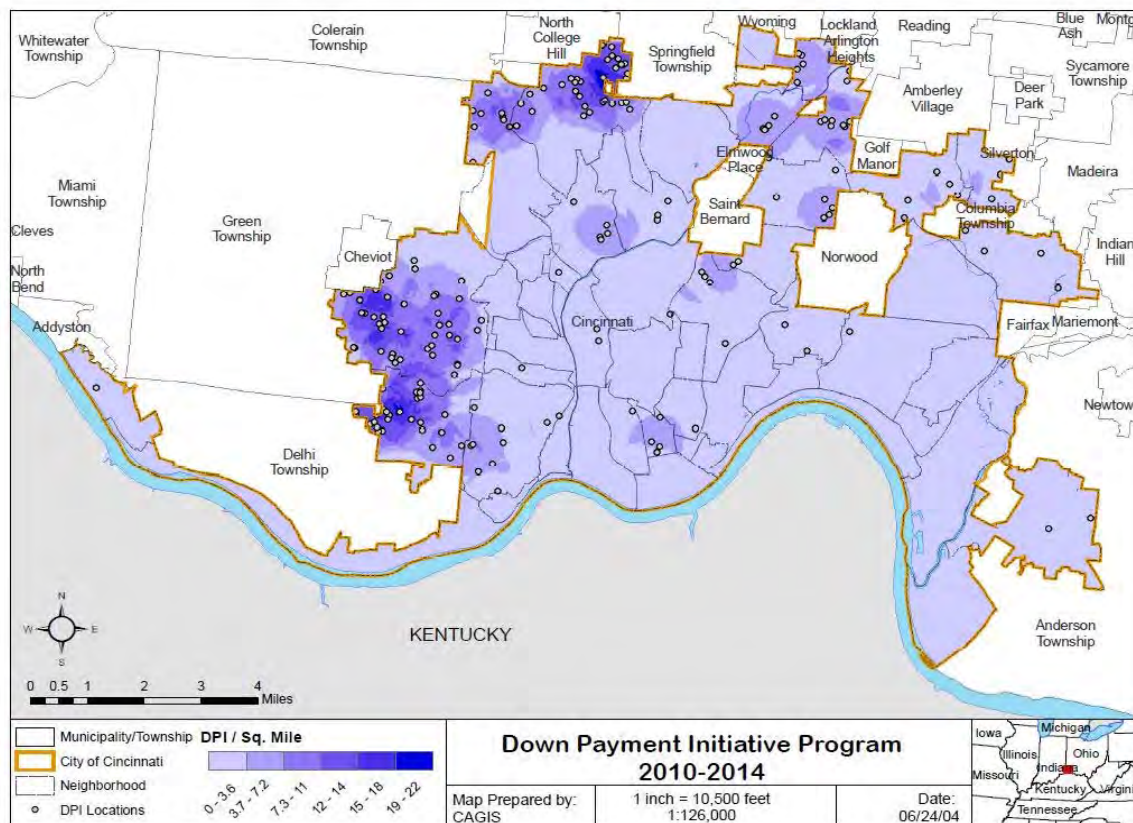 Whitewater
Township
Colerain
Township
North
College
Hill
Springfield
Township
Wyoming
Lockland
Arlington
Heights
Reading
Blue
Ash
Sycamore
Township
Amberley
Village
Deer
Park
Miami
Township
Cleves
North
Bend
Addyston
Green
Township
Cheviot
Elmwood
Place
Saint
Bernard
Golf
Manor
Silverton
Madeira
Columbia
Township
Norwood
Indian
Hill
Cincinnati
Fairfax
Mariemont
Delhi
Township
Anderson
Township
KENTUCKY
N
W
E
S
0 0.5 1 2 3 4
Miles
Municipality/Township
City of Cincinnati
Neighborhood
DPI Locations
DPI / Sq. Mile
0 - 3.6
3.7 - 7.2
7.3 - 11
12 - 14
15 - 18
19 - 22
Down Payment Initiative Program
2010-2014
Map Prepared by:
CAGIS
1 inch = 10,500 feet
1:126,000
Date:
06/24/04
Iowa
Michigan
Illinois
Indiana
Ohio
Missouri
Kentucky
Tennessee